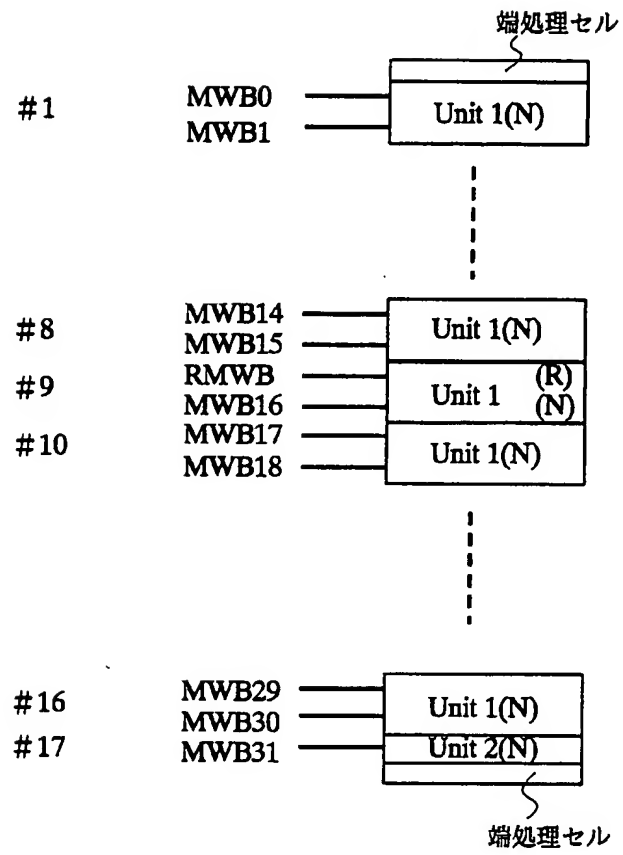 端処理セル
#1 MWB0 Unit 1(N)
MWB1
#8 MWB14 Unit 1(N)
MWB15
#9 RMWB Unit 1 (R)
MWB16 (N)
#10 MWB17 Unit 1(N)
MWB18
#16 MWB29 Unit 1(N)
MWB30
#17 MWB31 Unit 2(N)
端処理セル